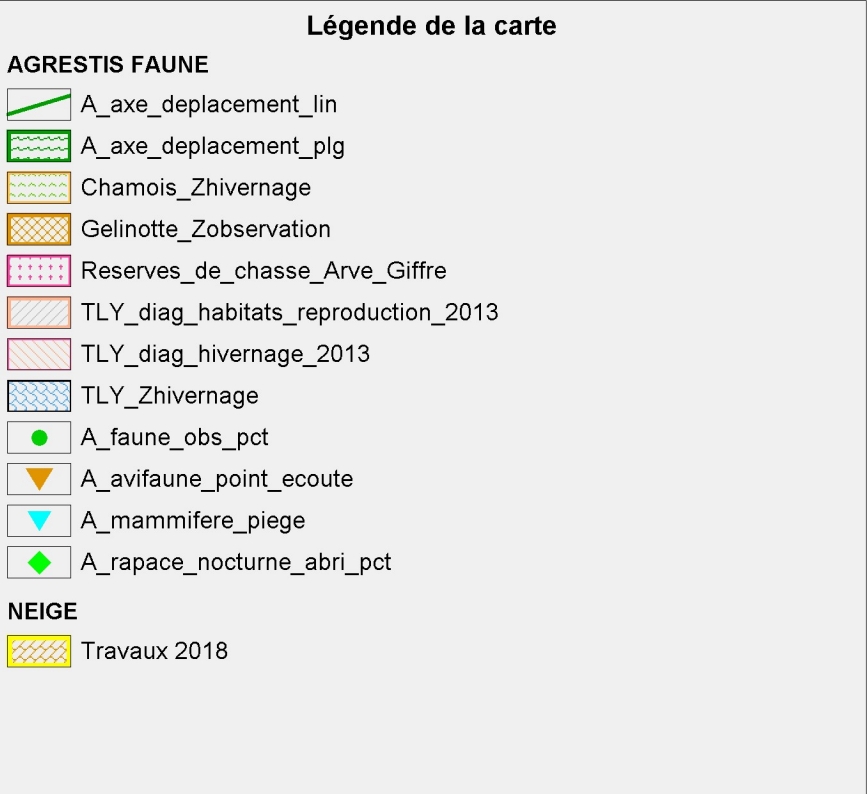 Légende de la carte
AGRESTIS FAUNE
A_axe_deplacement_lin
A_axe_deplacement_plg
Chamois_Zhivernage
Gelinotte_Zobservation
Reserves_de_chasse_Arve_Giffre
TLY_diag_habitats_reproduction_2013
TLY_diag_hivernage_2013
TLY_Zhivernage
A_faune_obs_pct
A_avifaune_point_ecoute
A_mammifere_piege
A_rapace_nocturne_abri_pct
NEIGE
Travaux 2018